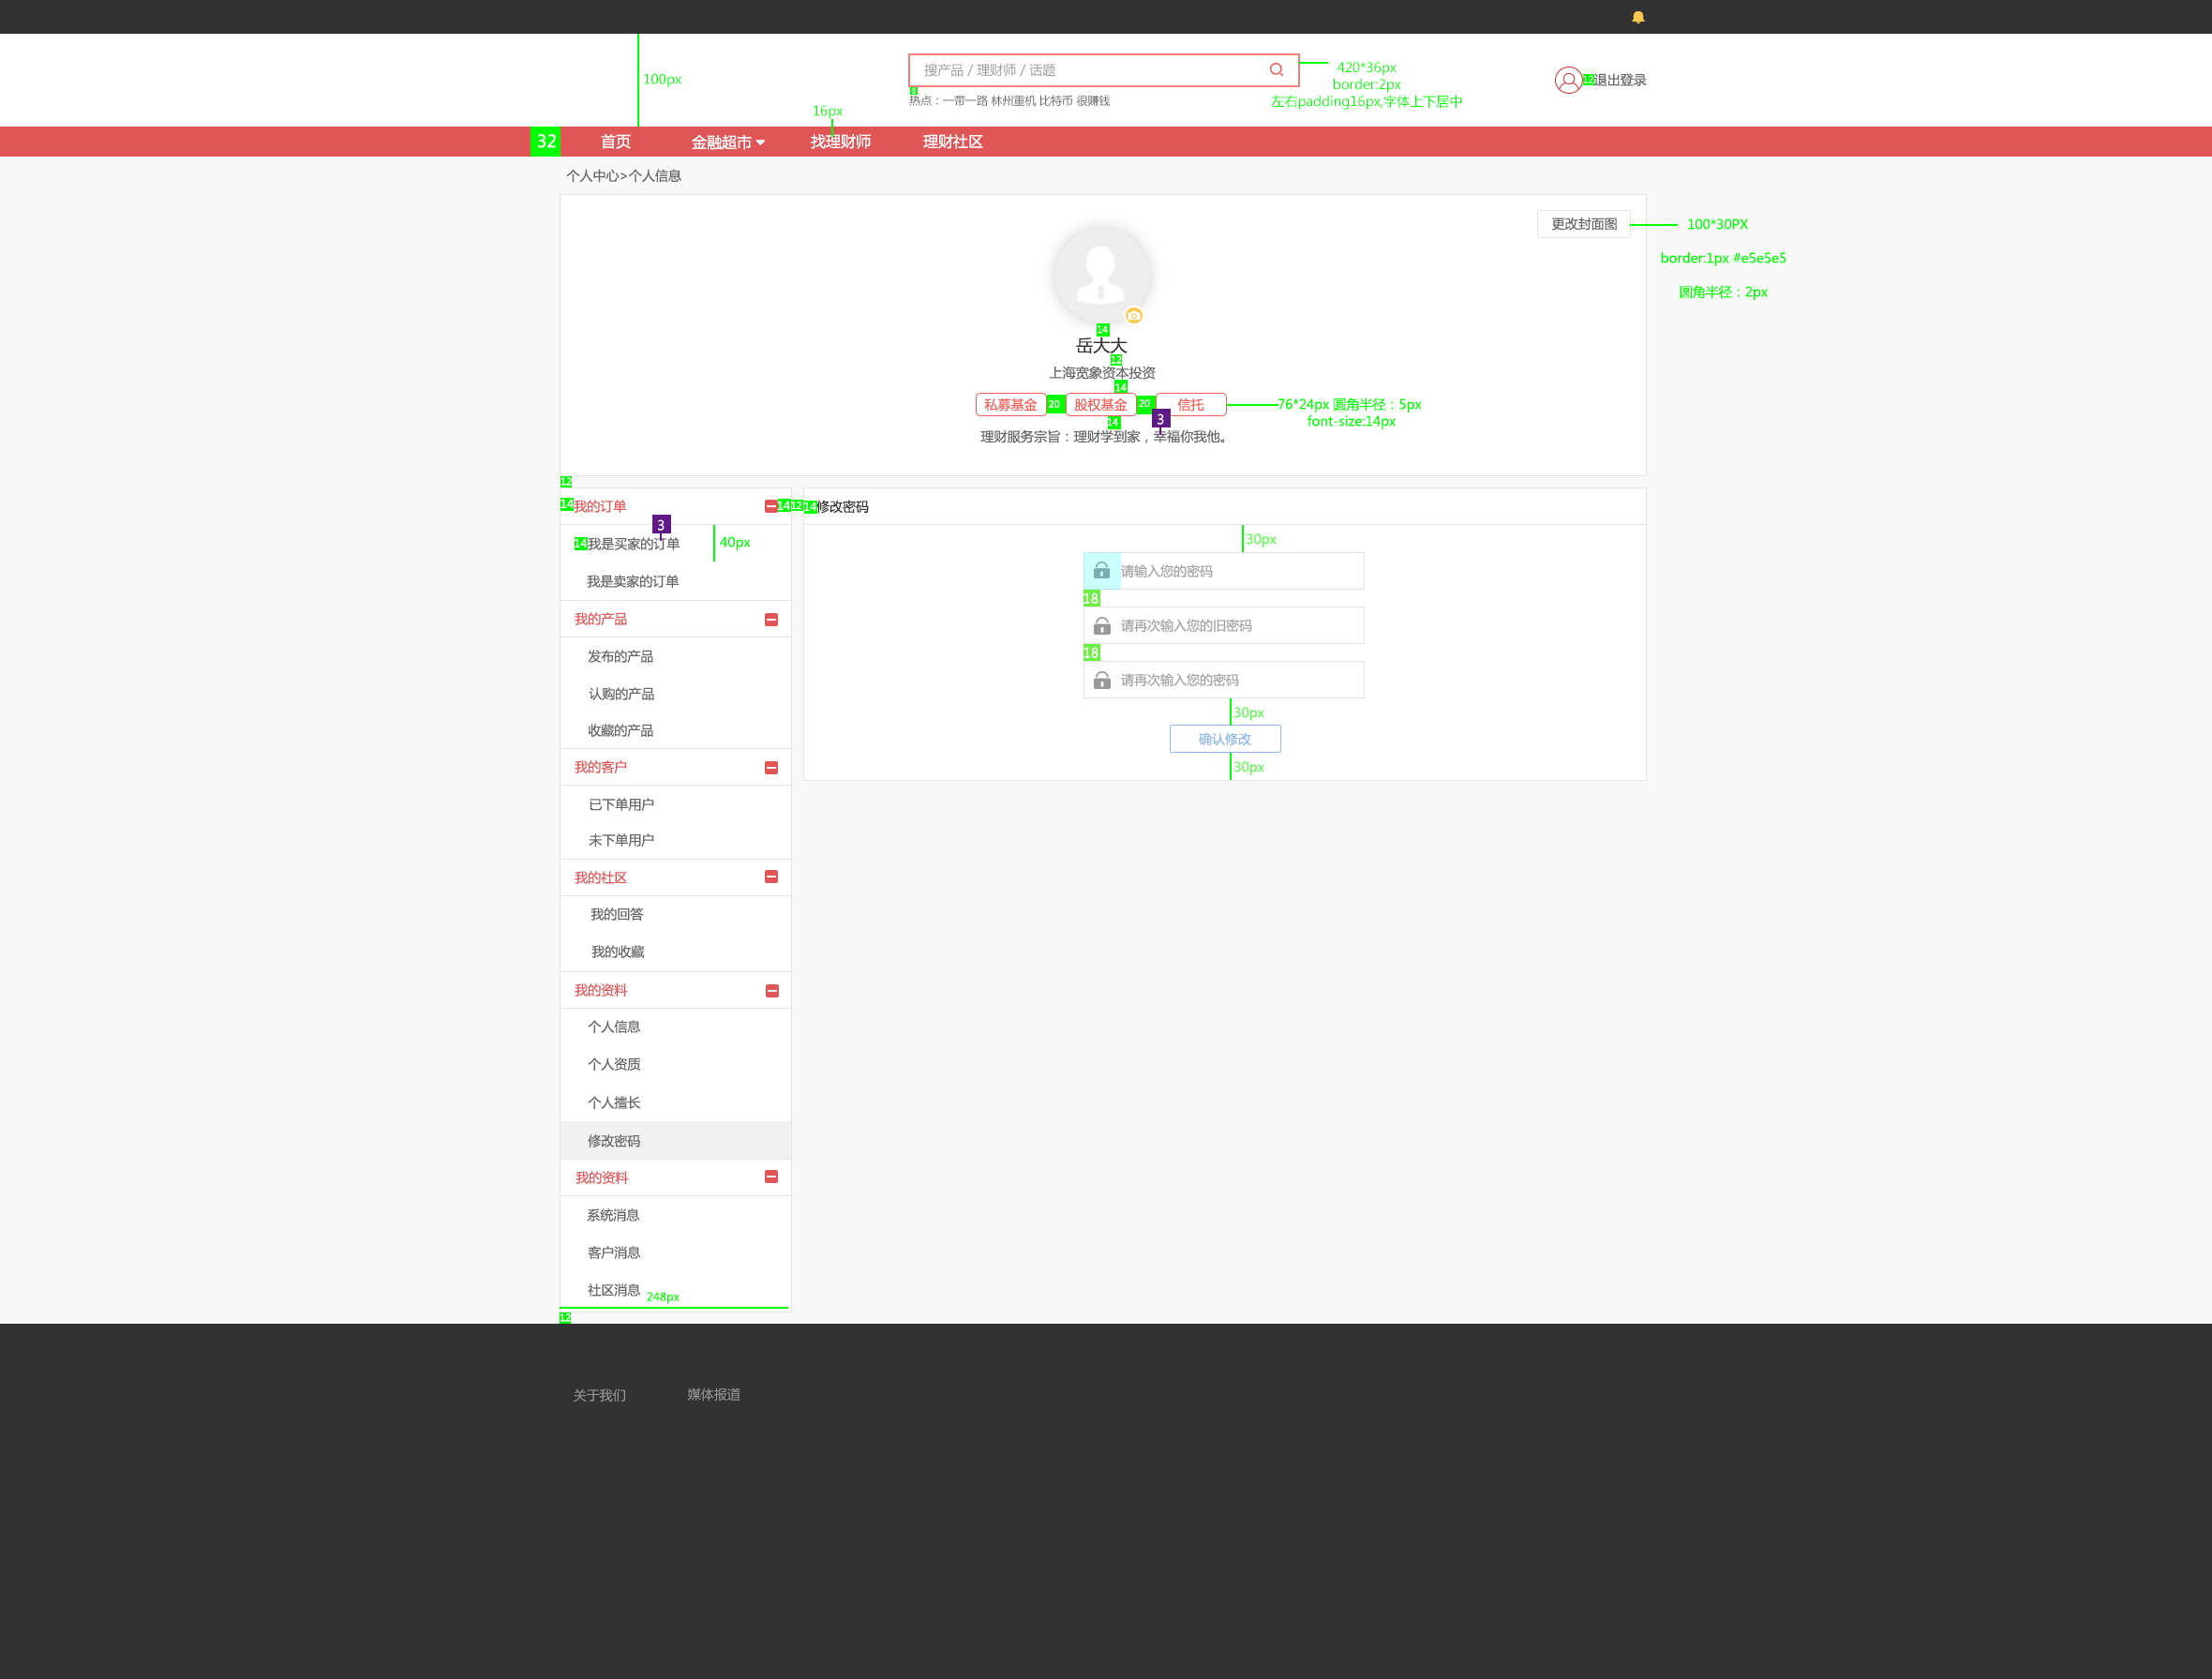 搜产品 / 理财师 / 话题
420*36px
border:2px
左右padding16px,字体上下居中
100px
12
退出登录
8
热点：一带一路 林州重机 比特币 很赚钱
16px
32
首页
金融超市
找理财师
理财社区
个人中心>个人信息
更改封面图
100*30PX
border:1px #e5e5e5
圆角半径：2px
14
岳大大
12
上海宽象资本投资
14
私募基金
20
股权基金
20
信托
76*24px 圆角半径：5px
font-size:14px
3
14
理财服务宗旨：理财学到家，幸福你我他。
12
14
我的订单
14
12
14
修改密码
3
14
我是买家的订单
40px
30px
我是卖家的订单
请输入您的密码
18
我的产品
请再次输入您的旧密码
18
发布的产品
认购的产品
请再次输入您的密码
30px
收藏的产品
确认修改
我的客户
30px
已下单用户
未下单用户
我的社区
我的回答
我的收藏
我的资料
个人信息
个人资质
个人擅长
修改密码
我的资料
系统消息
客户消息
社区消息
248px
12
关于我们
媒体报道